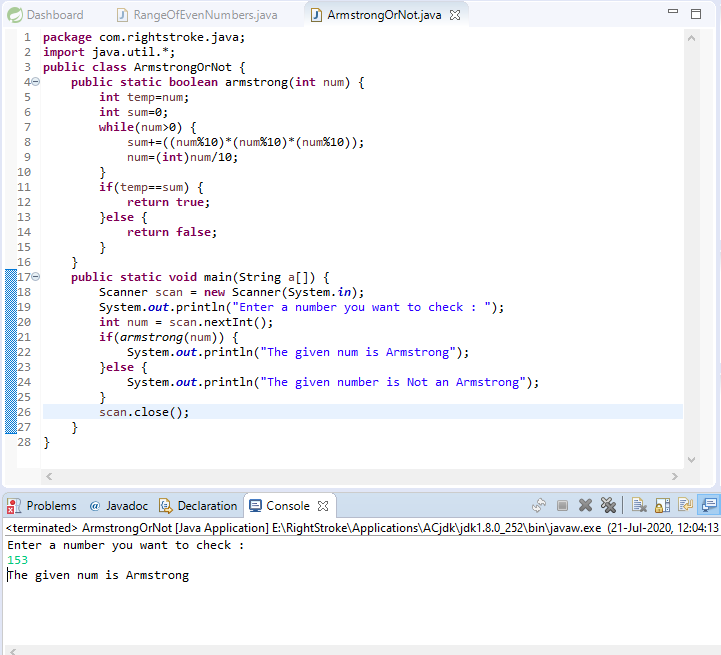 Dashboard RangeOfEvenNumbers.java ArmstrongOrNot.java
1 package com.rightstroke.java;
2 import java.util.*;
3 public class ArmstrongOrNot {
4 public static boolean armstrong(int num) {
5 int temp=num;
6 int sum=0;
7 while(num>0) {
8 sum+=((num%10)*(num%10)*(num%10));
9 num=(int)num/10;
10 }
11 if(temp==sum) {
12 return true;
13 }else {
14 return false;
15 }
16 }
17 public static void main(String a[]) {
18 Scanner scan = new Scanner(System.in);
19 System.out.println("Enter a number you want to check : ");
20 int num = scan.nextInt();
21 if(armstrong(num)) {
22 System.out.println("The given num is Armstrong");
23 }else {
24 System.out.println("The given number is Not an Armstrong");
25 }
26 scan.close();
27 }
28 }
Problems @ Javadoc Declaration Console
<terminated> ArmstrongOrNot [Java Application] E:\RightStroke\Applications\ACjdk\jdk1.8.0_252\bin\javaw.exe (21-Jul-2020, 12:04:13
Enter a number you want to check :
153
The given num is Armstrong